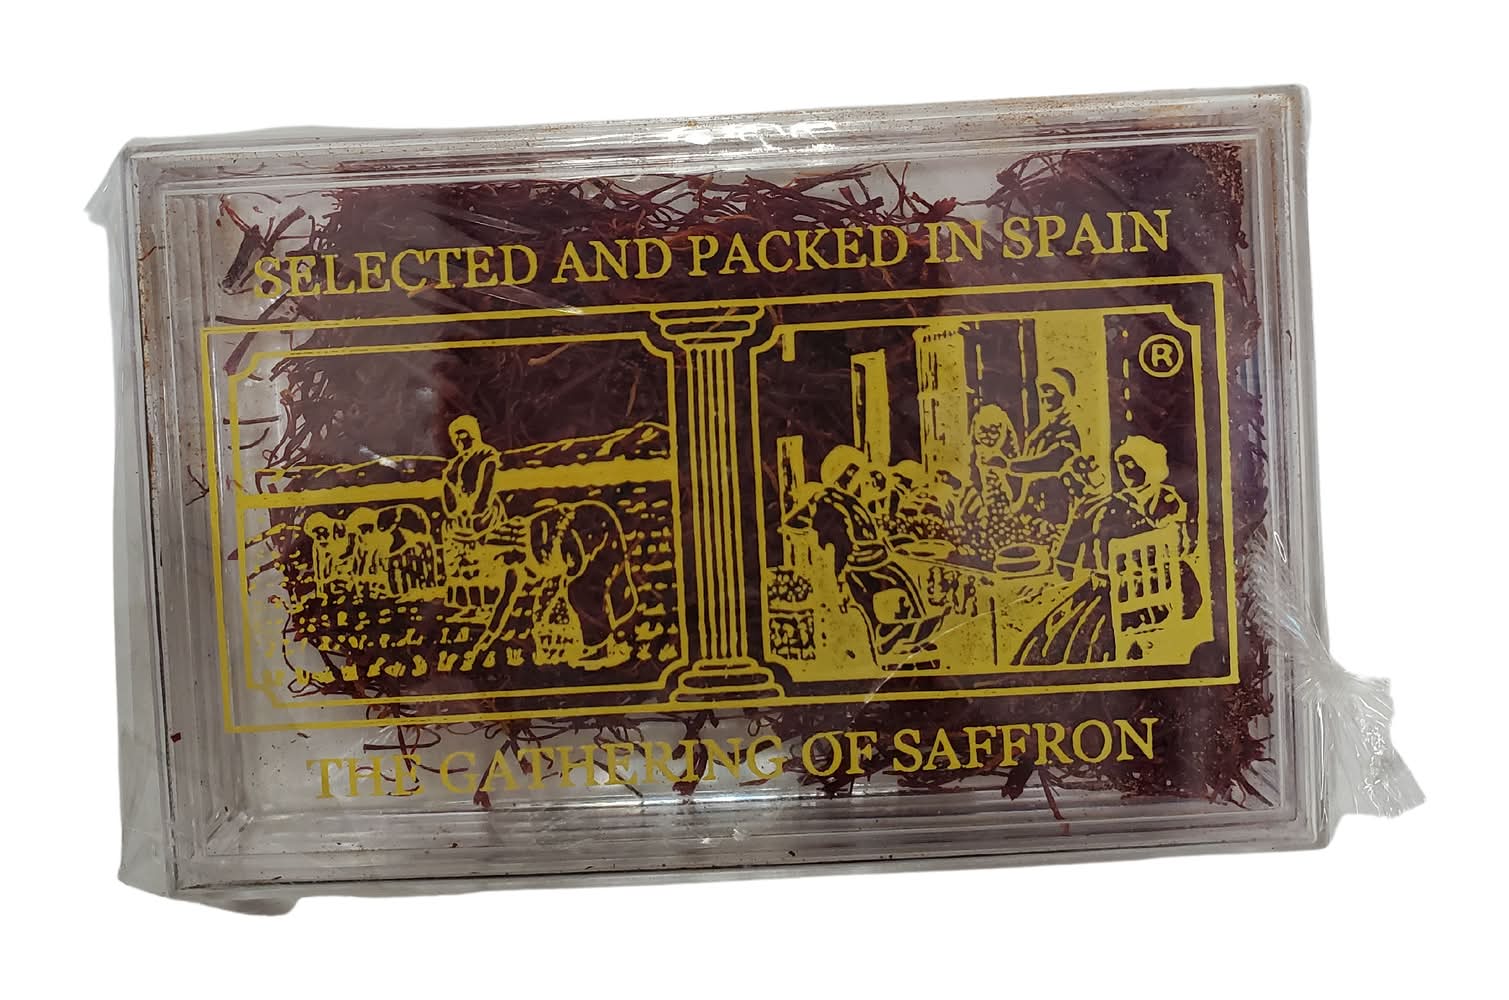 SELECTED AND PACKED IN SPAIN
®
THE GATHERING OF SAFFRON